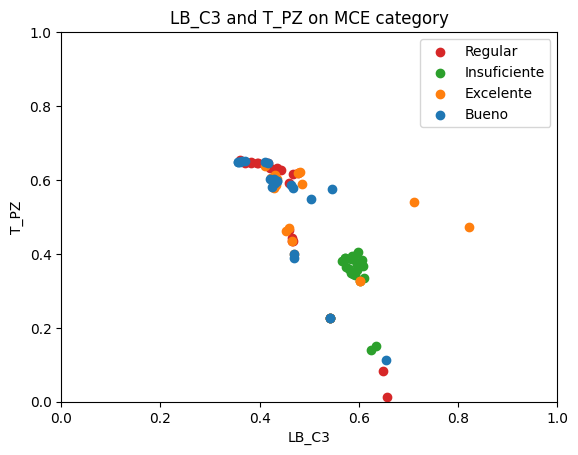 LB_C3 and T_PZ on MCE category
1.0
0.8
0.6
0.4
0.2
0.0
T_PZ
Regular
Insuficiente
Excelente
Bueno
0.0 0.2 0.4 0.6 0.8 1.0
LB_C3